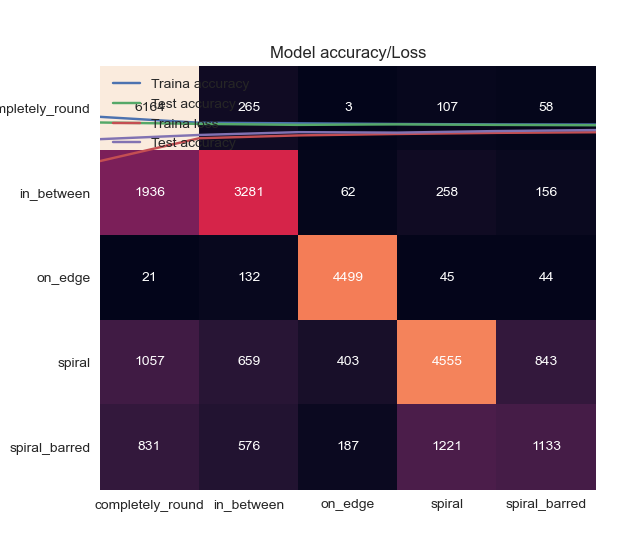 Model accuracy/Loss
Traina accuracy
Test accuracy
Traina loss
Test accuracy
mpletely_round 6164 265 3 107 58
in_between 1936 3281 62 258 156
on_edge 21 132 4499 45 44
spiral 1057 659 403 4555 843
spiral_barred 831 576 187 1221 1133
completely_round in_between on_edge spiral spiral_barred